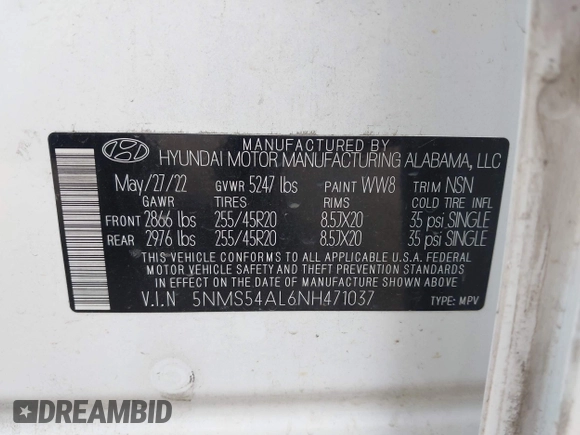 MANUFACTURED BY
HYUNDAI MOTOR MANUFACTURING ALABAMA, LLC
May/27/22 GVWR 5247 lbs PAINT WW8 TRIM NSN
GAWR TIRES RIMS COLD TIRE INFL
FRONT 2866 lbs 255/45R20 8.5JX20 35 psi SINGLE
REAR 2976 lbs 255/45R20 8.5JX20 35 psi SINGLE
THIS VEHICLE CONFORMS TO ALL APPLICABLE U.S.A. FEDERAL
MOTOR VEHICLE SAFETY AND THEFT PREVENTION STANDARDS
IN EFFECT ON THE DATE OF MANUFACTURE SHOWN ABOVE.
V.I.N 5NMS54AL6NH471037 TYPE: MPV
DREAMBID